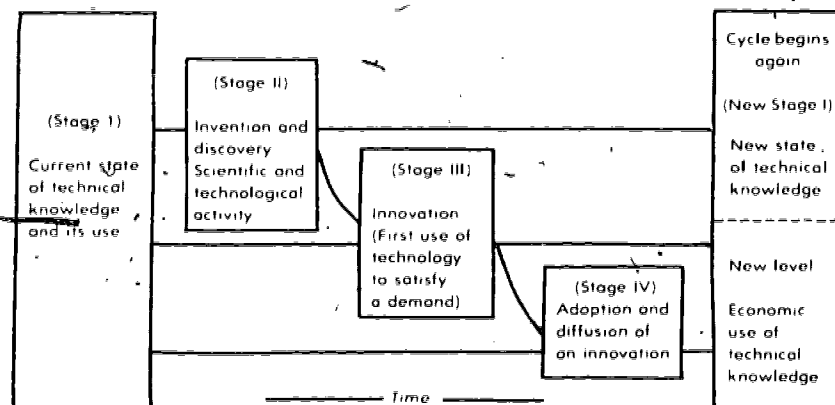 (Stage 1)
Current state
of technical
knowledge
and its use
(Stage II)
Invention and
discovery
Scientific and
technological
activity
(Stage III)
Innovation
(First use of
technology
to satisfy
a demand)
(Stage IV)
Adoption and
diffusion of
an innovation
Cycle begins
again
(New Stage I)
New state
of technical
knowledge
New level
Economic
use of
technical
knowledge
Time